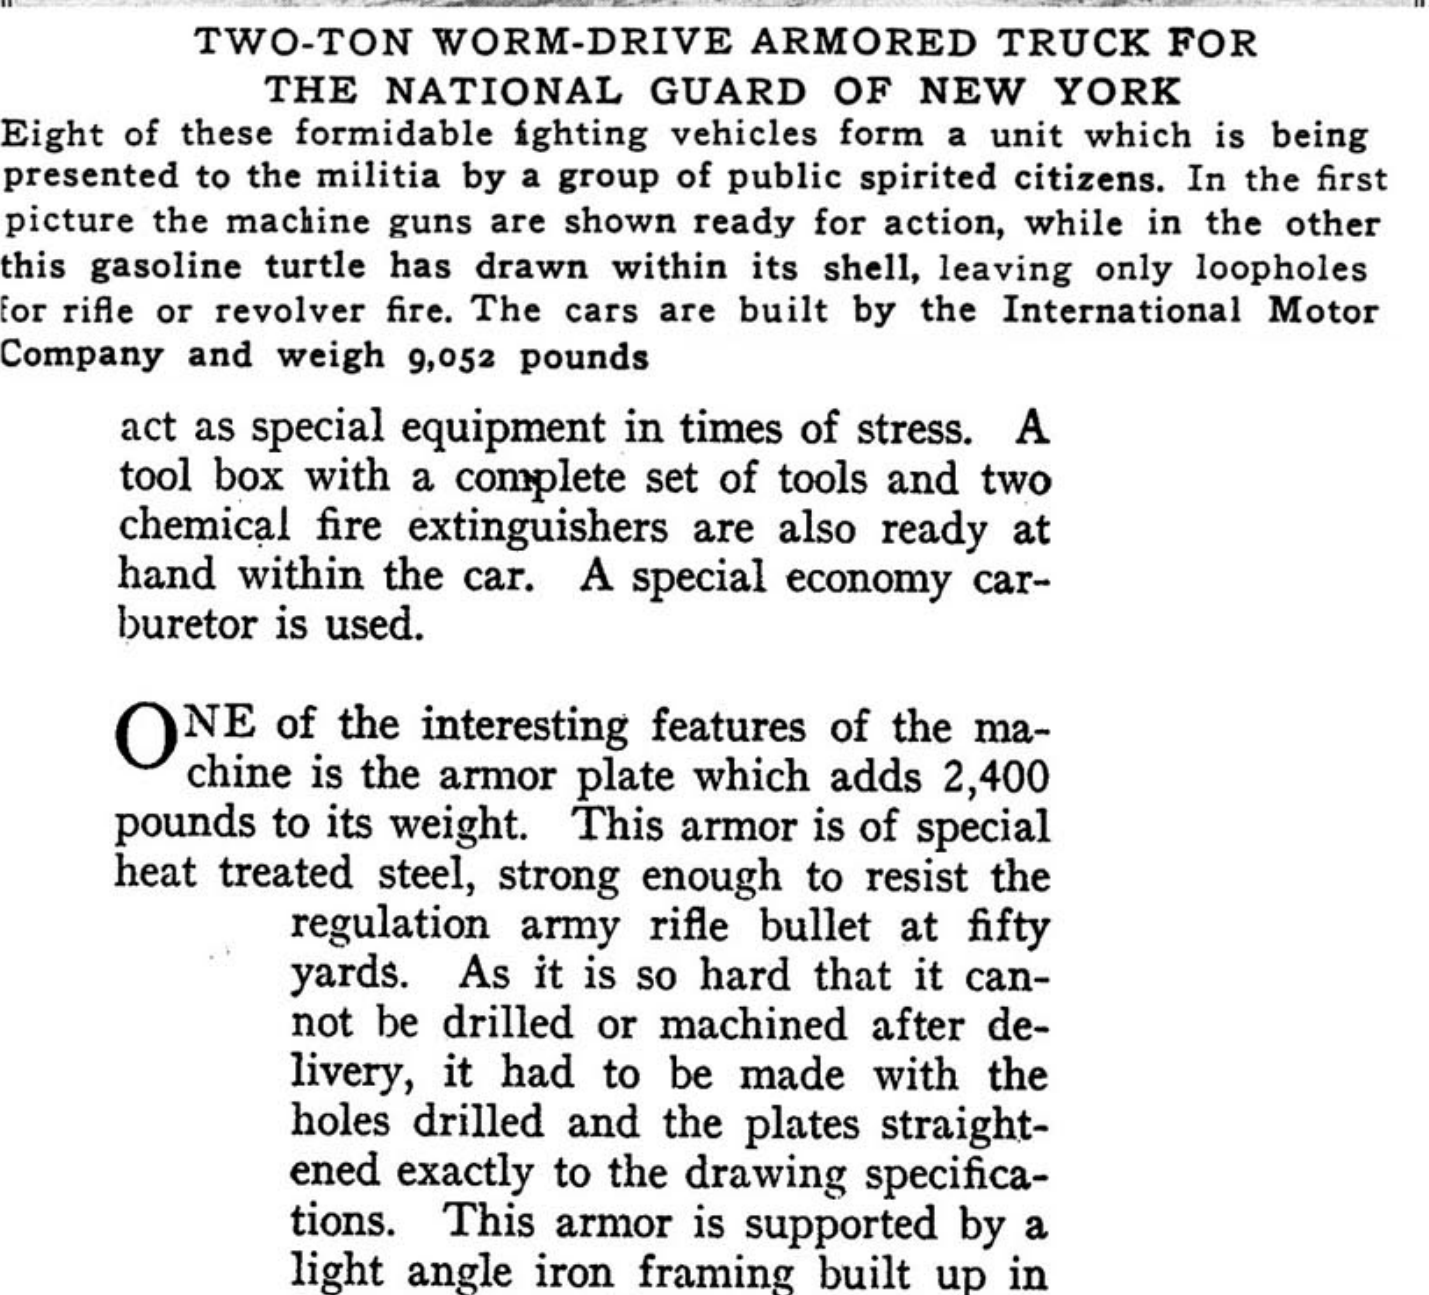 TWO-TON WORM-DRIVE ARMORED TRUCK FOR
THE NATIONAL GUARD OF NEW YORK
Eight of these formidable fighting vehicles form a unit which is being
presented to the militia by a group of public spirited citizens. In the first
picture the machine guns are shown ready for action, while in the other
this gasoline turtle has drawn within its shell, leaving only loopholes
for rifle or revolver fire. The cars are built by the International Motor
Company and weigh 9,052 pounds
act as special equipment in times of stress. A
tool box with a complete set of tools and two
chemical fire extinguishers are also ready at
hand within the car. A special economy car-
buretor is used.
ONE of the interesting features of the ma-
chine is the armor plate which adds 2,400
pounds to its weight. This armor is of special
heat treated steel, strong enough to resist the
regulation army rifle bullet at fifty
yards. As it is so hard that it can-
not be drilled or machined after de-
livery, it had to be made with the
holes drilled and the plates straight-
ened exactly to the drawing specifica-
tions. This armor is supported by a
light angle iron framing built up in